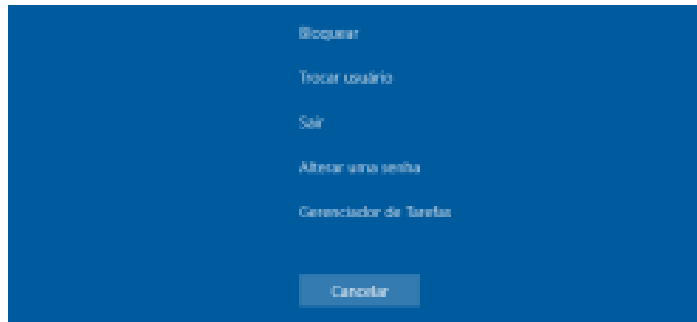 Bloquear
Trocar usuário
Sair
Alterar uma senha
Gerenciador de Tarefas
Cancelar